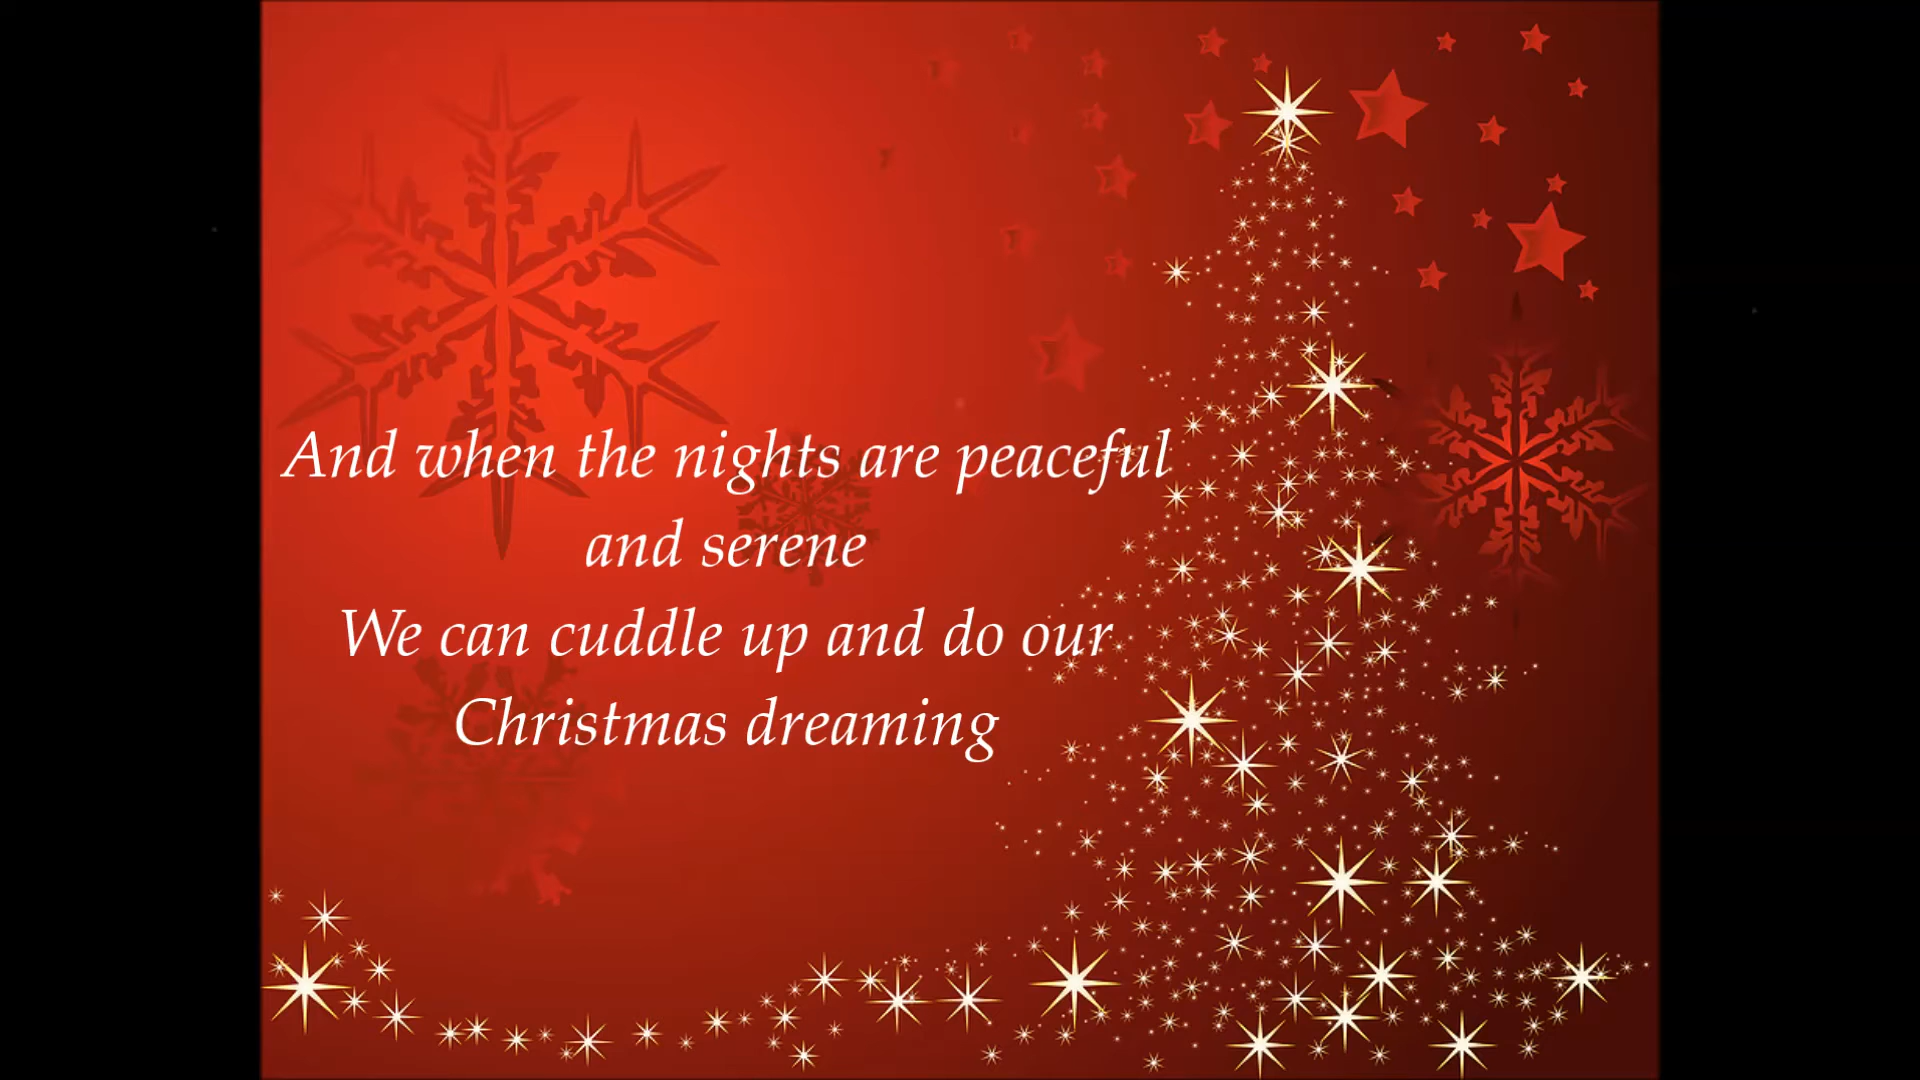 And when the nights are peaceful
and serene
We can cuddle up and do our
Christmas dreaming